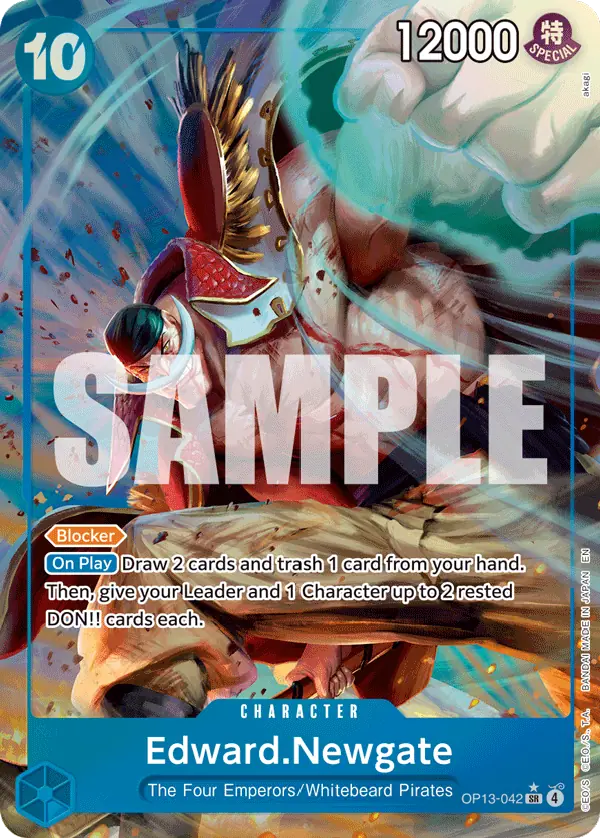 10
12000
特
SPECIAL
akagi
SAMPLE
Blocker
On Play Draw 2 cards and trash 1 card from your hand.
Then, give your Leader and 1 Character up to 2 rested
DON!! cards each.
CHARACTER
Edward.Newgate
The Four Emperors/Whitebeard Pirates
OP13-042 ★ SR 4
©E.O/S. ©E.O./S., T.A. BANDAI MADE IN JAPAN EN